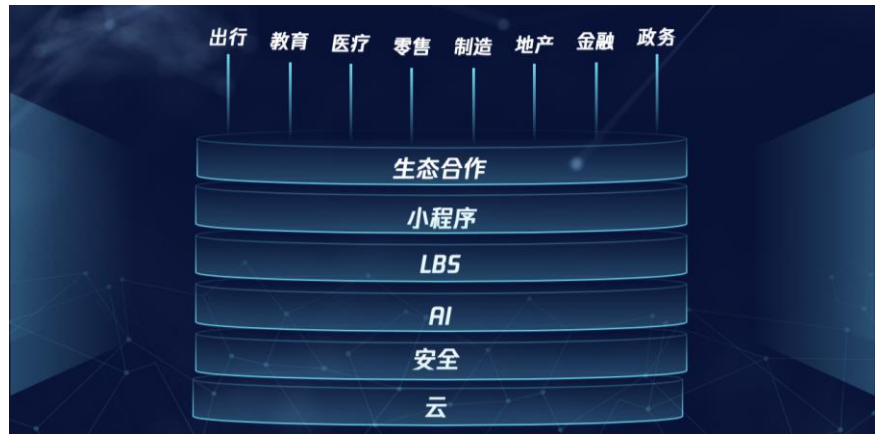 出行 教育 医疗 零售 制造 地产 金融 政务
生态合作
小程序
LBS
AI
安全
云